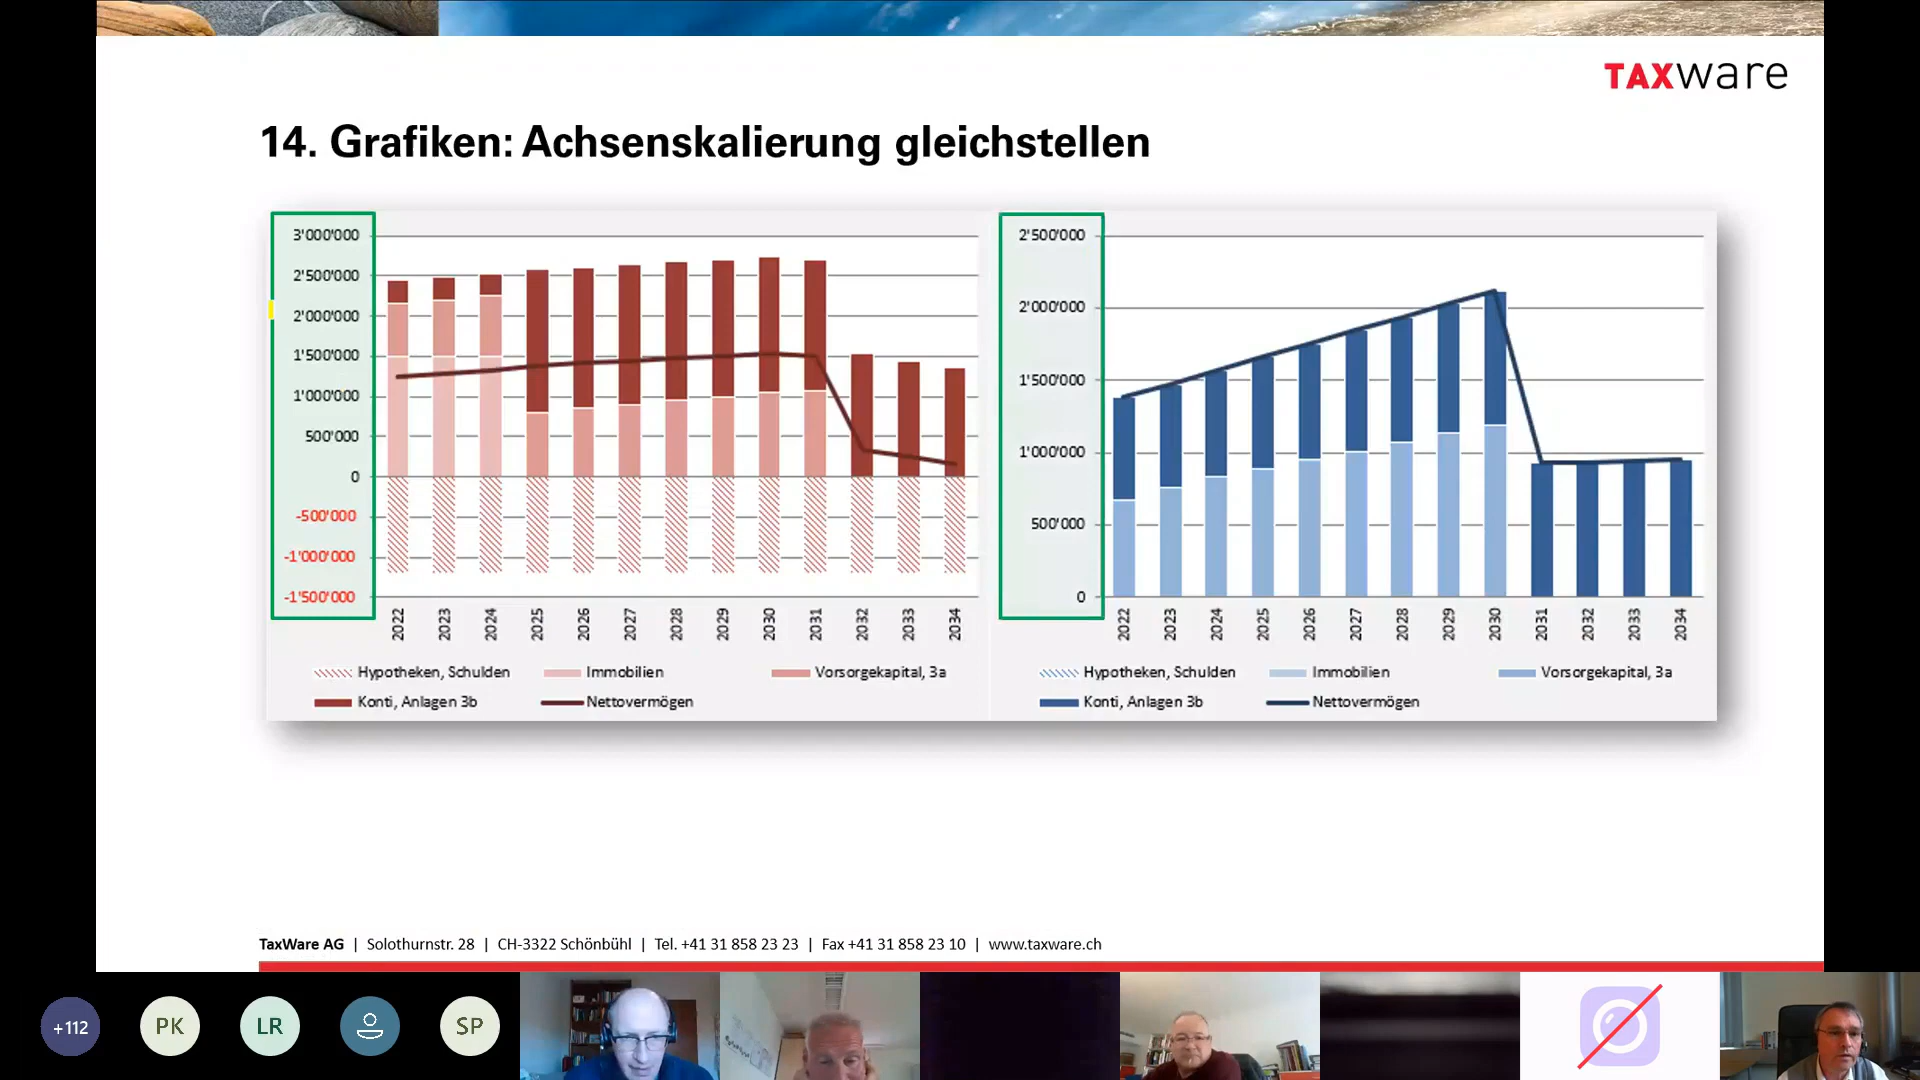 TAXware
14. Grafiken: Achsenskalierung gleichstellen
3'000'000
2'500'000
2'000'000
1'500'000
1'000'000
500'000
0
-500'000
-1'000'000
-1'500'000
2022 2023 2024 2025 2026 2027 2028 2029 2030 2031 2032 2033 2034
Hypotheken, Schulden Immobilien Vorsorgekapital, 3a
Konti, Anlagen 3b Nettovermögen
2'500'000
2'000'000
1'500'000
1'000'000
500'000
0
2022 2023 2024 2025 2026 2027 2028 2029 2030 2031 2032 2033 2034
Hypotheken, Schulden Immobilien Vorsorgekapital, 3a
Konti, Anlagen 3b Nettovermögen
TaxWare AG | Solothurnstr. 28 | CH-3322 Schönbühl | Tel. +41 31 858 23 23 | Fax +41 31 858 23 10 | www.taxware.ch
+112 PK LR SP